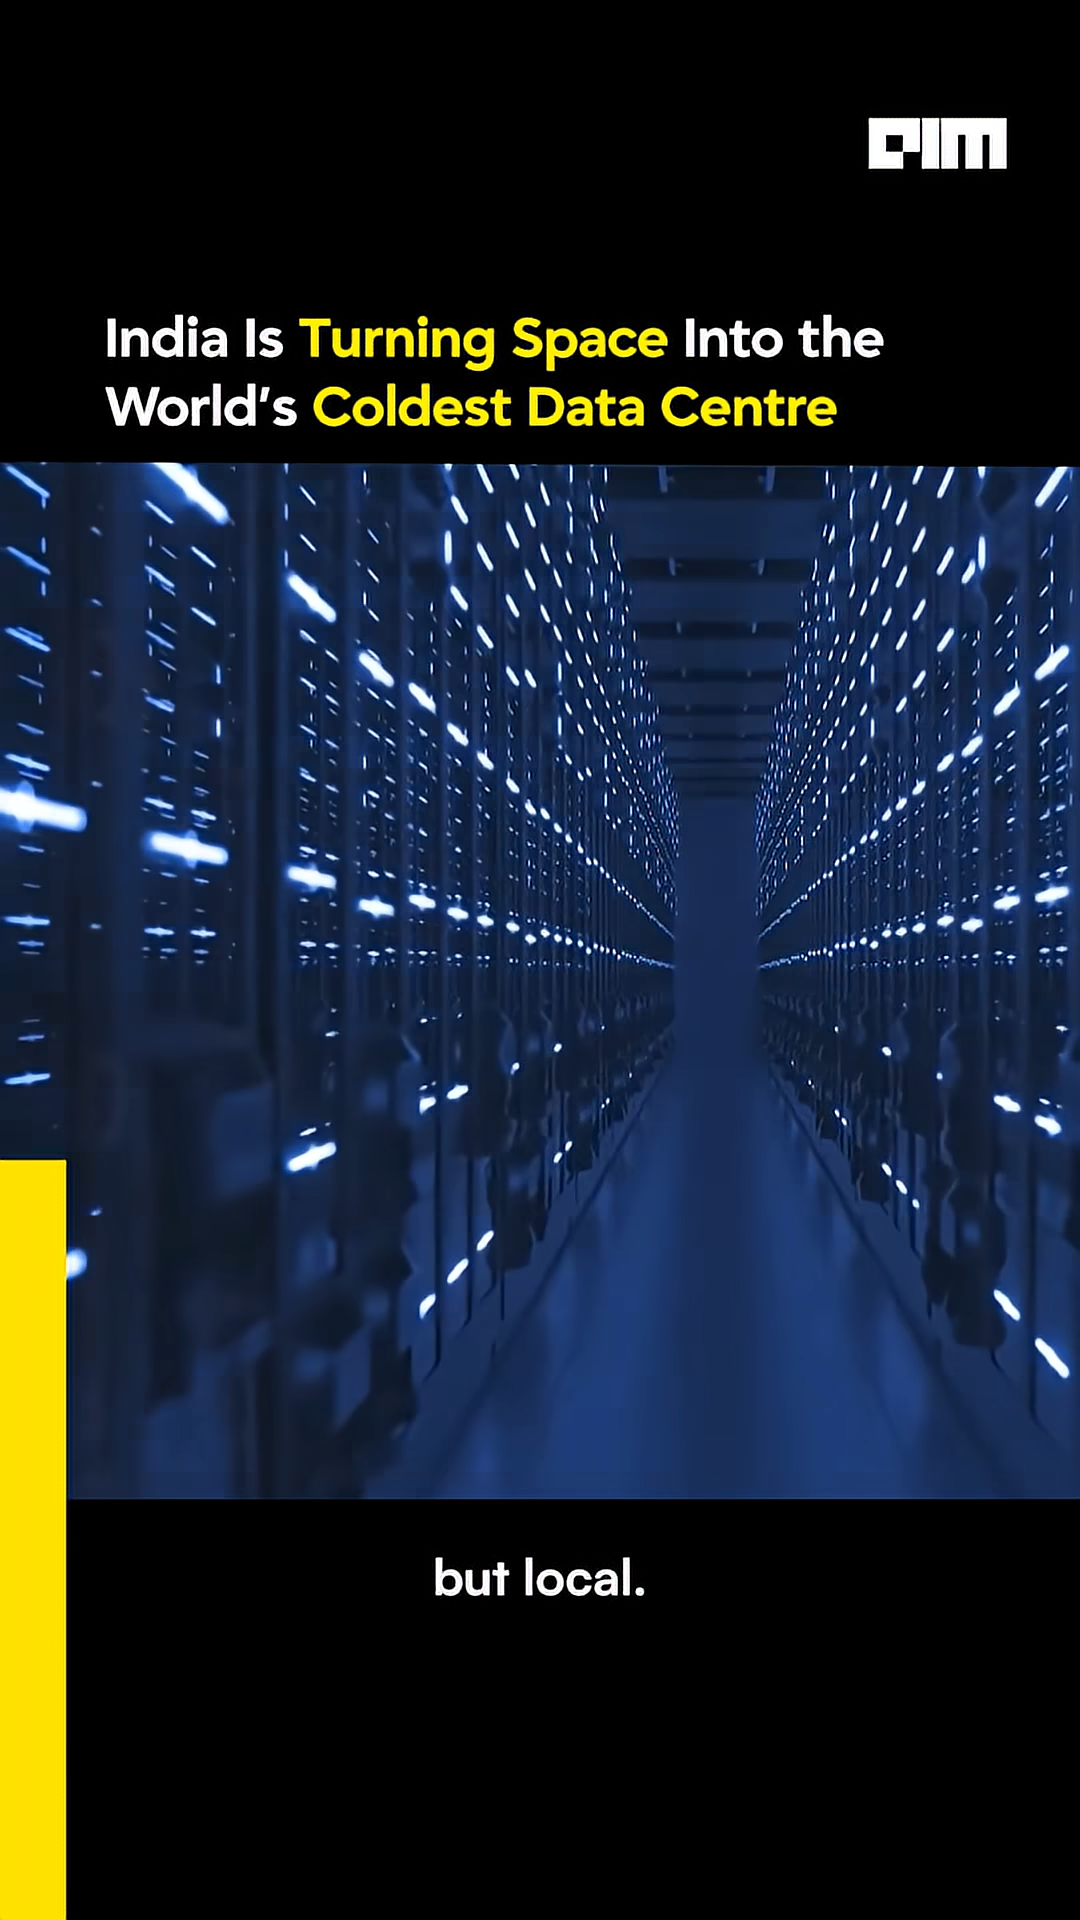 AIM
India Is Turning Space Into the
World's Coldest Data Centre
but local.